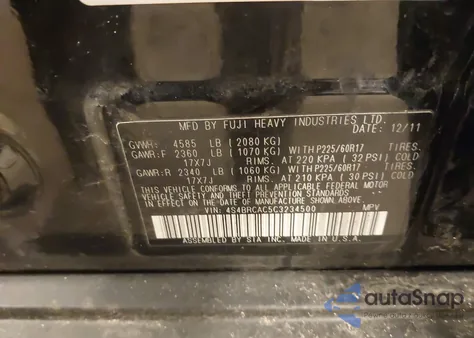 MFD BY FUJI HEAVY INDUSTRIES LTD.
DATE 12/11
GVWR: 4585 LB (2080 KG)
GAWR:F 2360 LB (1070 KG) WITH P225/60R17 TIRES
17X7J RIMS. AT 220 KPA (32 PSI) COLD
GAWR:R 2340 LB (1060 KG) WITH P225/60R17 TIRES
17X7J RIMS. AT 210 KPA (30 PSI) COLD
THIS VEHICLE CONFORMS TO ALL APPLICABLE FEDERAL MOTOR
VEHICLE SAFETY STANDARDS IN EFFECT ON THE
DATE OF MANUFACTURE SHOWN ABOVE.
VIN: 4S4BRCAC5C3234500 MPV
ASSEMBLED BY SIA INC. MADE IN U.S.A.
autoSnap